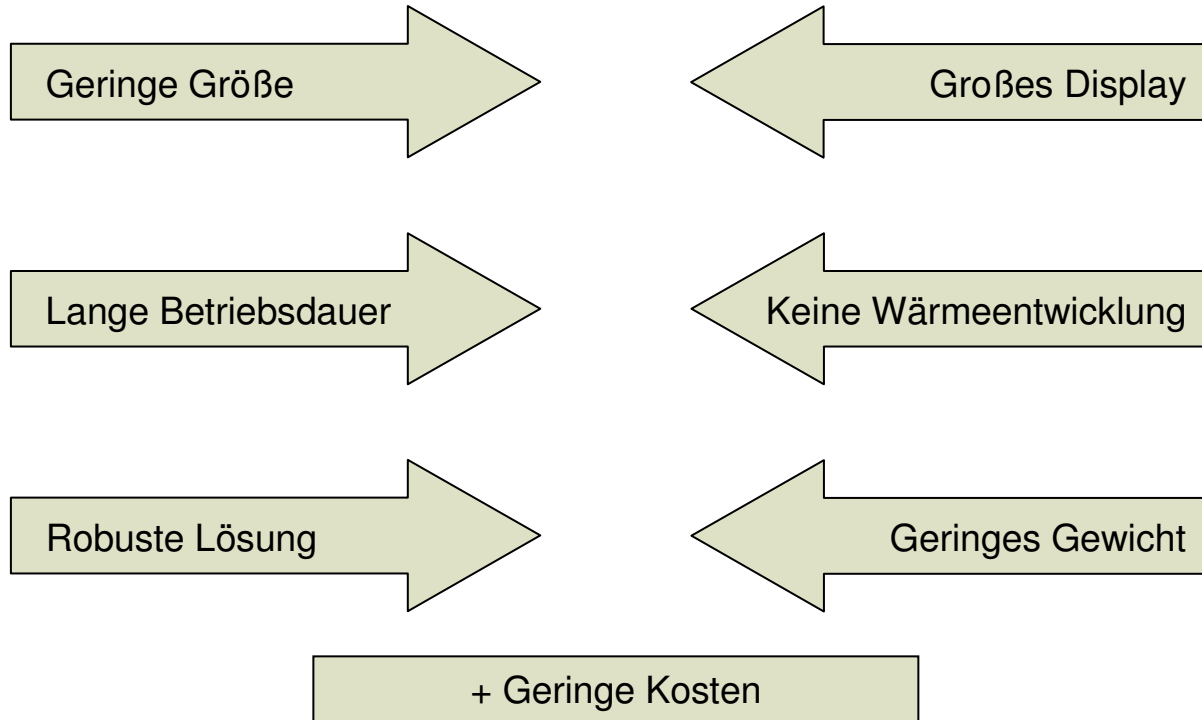 Geringe Größe
Großes Display
Lange Betriebsdauer
Keine Wärmeentwicklung
Robuste Lösung
Geringes Gewicht
+ Geringe Kosten